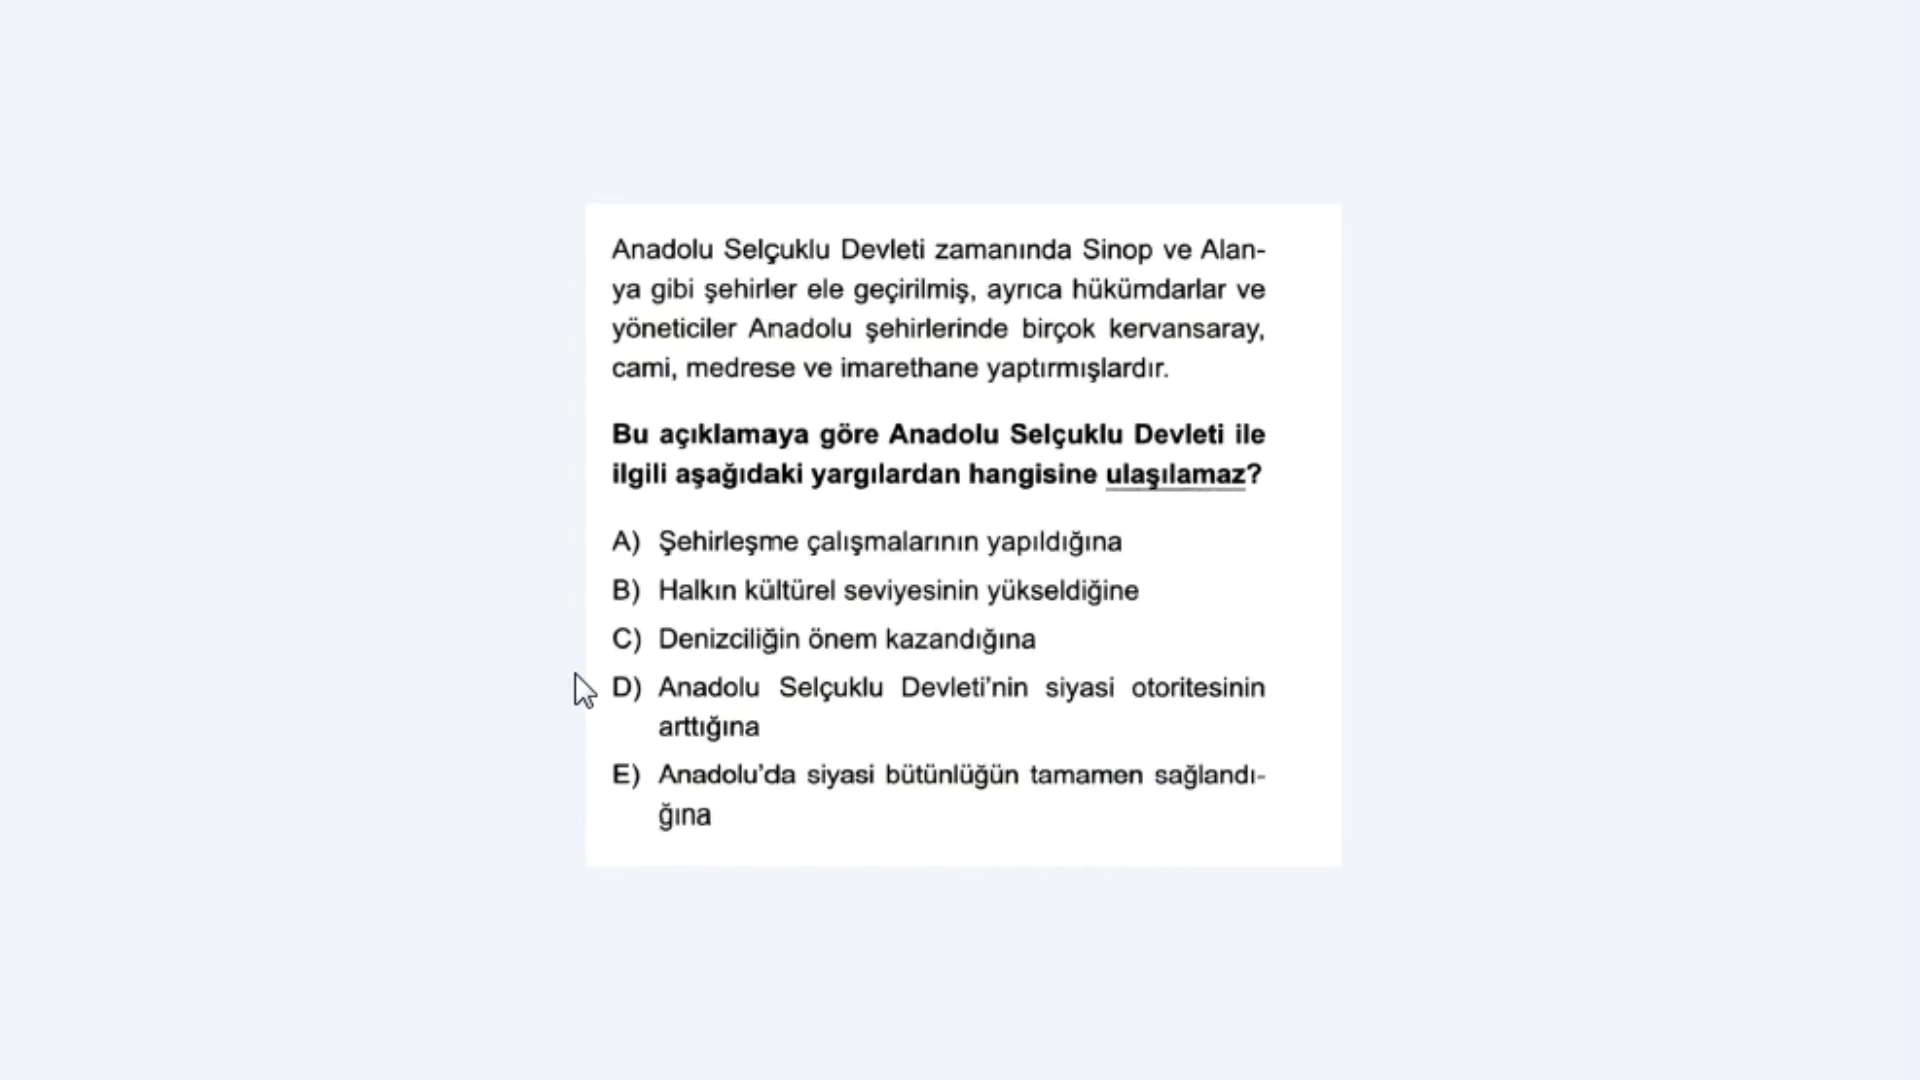 Anadolu Selçuklu Devleti zamanında Sinop ve Alan-
ya gibi şehirler ele geçirilmiş, ayrıca hükümdarlar ve
yöneticiler Anadolu şehirlerinde birçok kervansaray,
cami, medrese ve imarethane yaptırmışlardır.
Bu açıklamaya göre Anadolu Selçuklu Devleti ile
ilgili aşağıdaki yargılardan hangisine ulaşılamaz?
A) Şehirleşme çalışmalarının yapıldığına
B) Halkın kültürel seviyesinin yükseldiğine
C) Denizciliğin önem kazandığına
D) Anadolu Selçuklu Devleti'nin siyasi otoritesinin
arttığına
E) Anadolu'da siyasi bütünlüğün tamamen sağlandı-
ğına